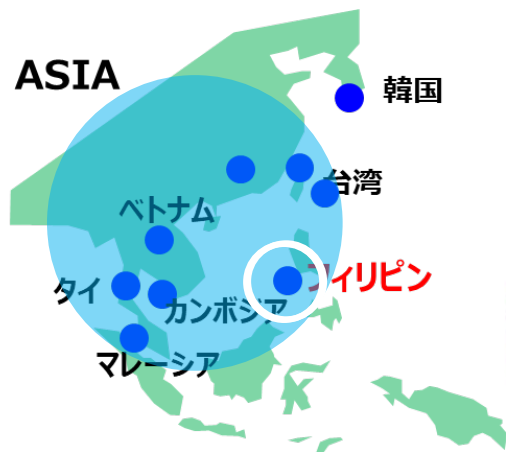 ASIA
韓国
台湾
ベトナム
フィリピン
タイ
カンボジア
マレーシア